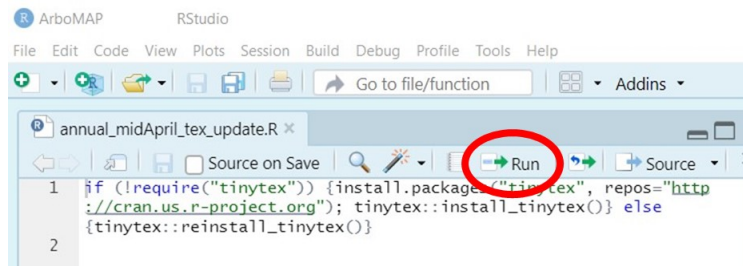 R ArboMAP RStudio
File Edit Code View Plots Session Build Debug Profile Tools Help
R Go to file/function Addins
R annual_midApril_tex_update.R ×
Source on Save Run Source
1 if (!require("tinytex")) {install.packages("tinytex", repos="http
://cran.us.r-project.org"); tinytex::install_tinytex()} else
{tinytex::reinstall_tinytex()}
2